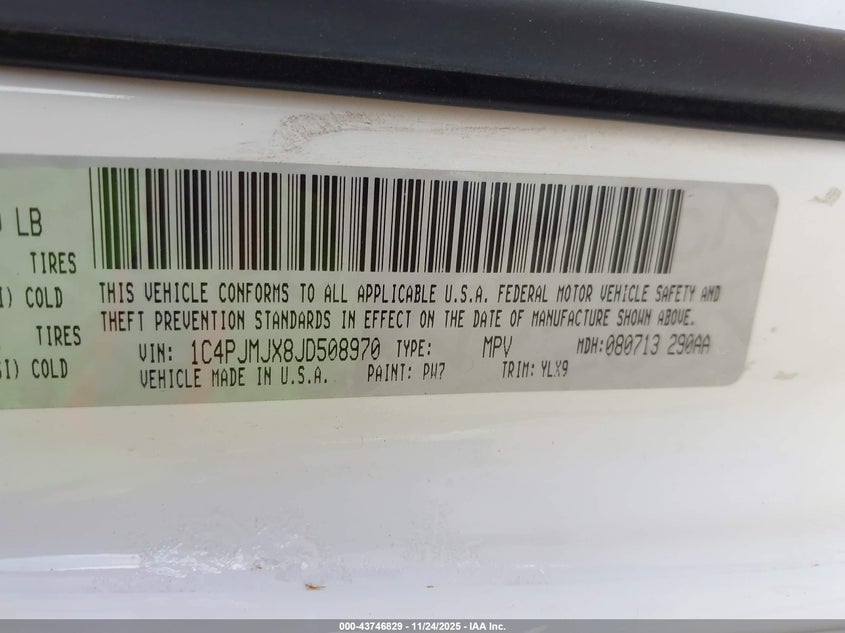 LB
TIRES
I) COLD
TIRES
SI) COLD
THIS VEHICLE CONFORMS TO ALL APPLICABLE U.S.A. FEDERAL MOTOR VEHICLE SAFETY AND
THEFT PREVENTION STANDARDS IN EFFECT ON THE DATE OF MANUFACTURE SHOWN ABOVE.
VIN: 1C4PJMJX8JD508970 TYPE: MPV MDH:080713 290AA
VEHICLE MADE IN U.S.A. PAINT: PW7 TRIM: YLX9
000-43746829 - 11/24/2025 - IAA Inc.